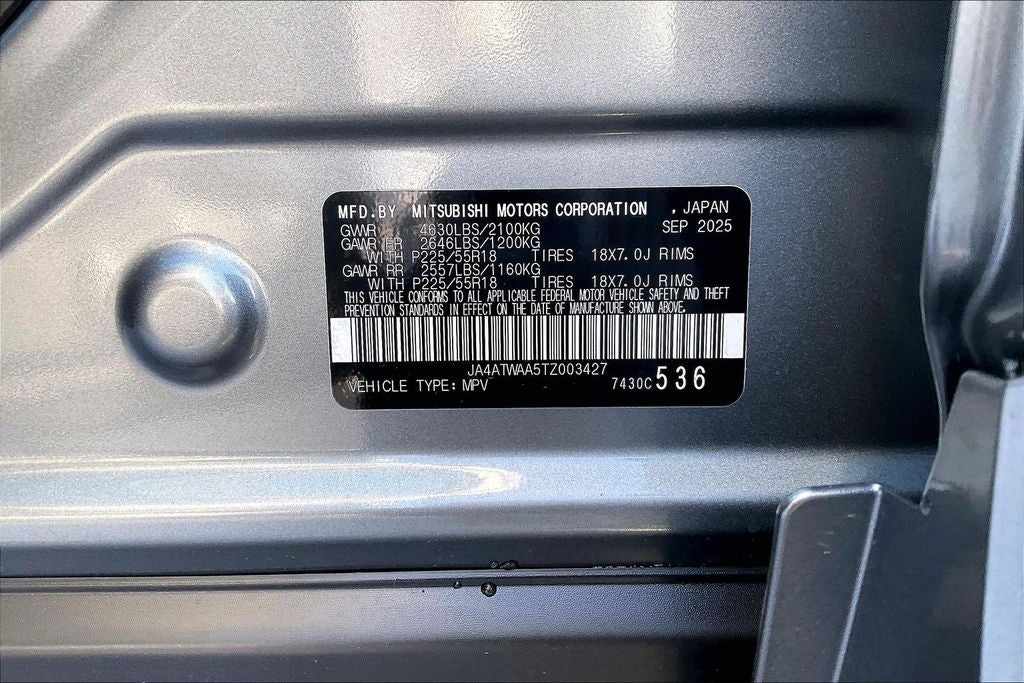 MFD.BY MITSUBISHI MOTORS CORPORATION , JAPAN
GVWR 4630LBS/2100KG SEP 2025
GAWR FR 2646LBS/1200KG
WITH P225/55R18 TIRES 18X7.0J RIMS
GAWR RR 2557LBS/1160KG
WITH P225/55R18 TIRES 18X7.0J RIMS
THIS VEHICLE CONFORMS TO ALL APPLICABLE FEDERAL MOTOR VEHICLE SAFETY AND THEFT
PREVENTION STANDARDS IN EFFECT ON THE DATE OF MANUFACTURE SHOWN ABOVE.
JA4ATWAA5TZ003427
VEHICLE TYPE:MPV 7430C 536